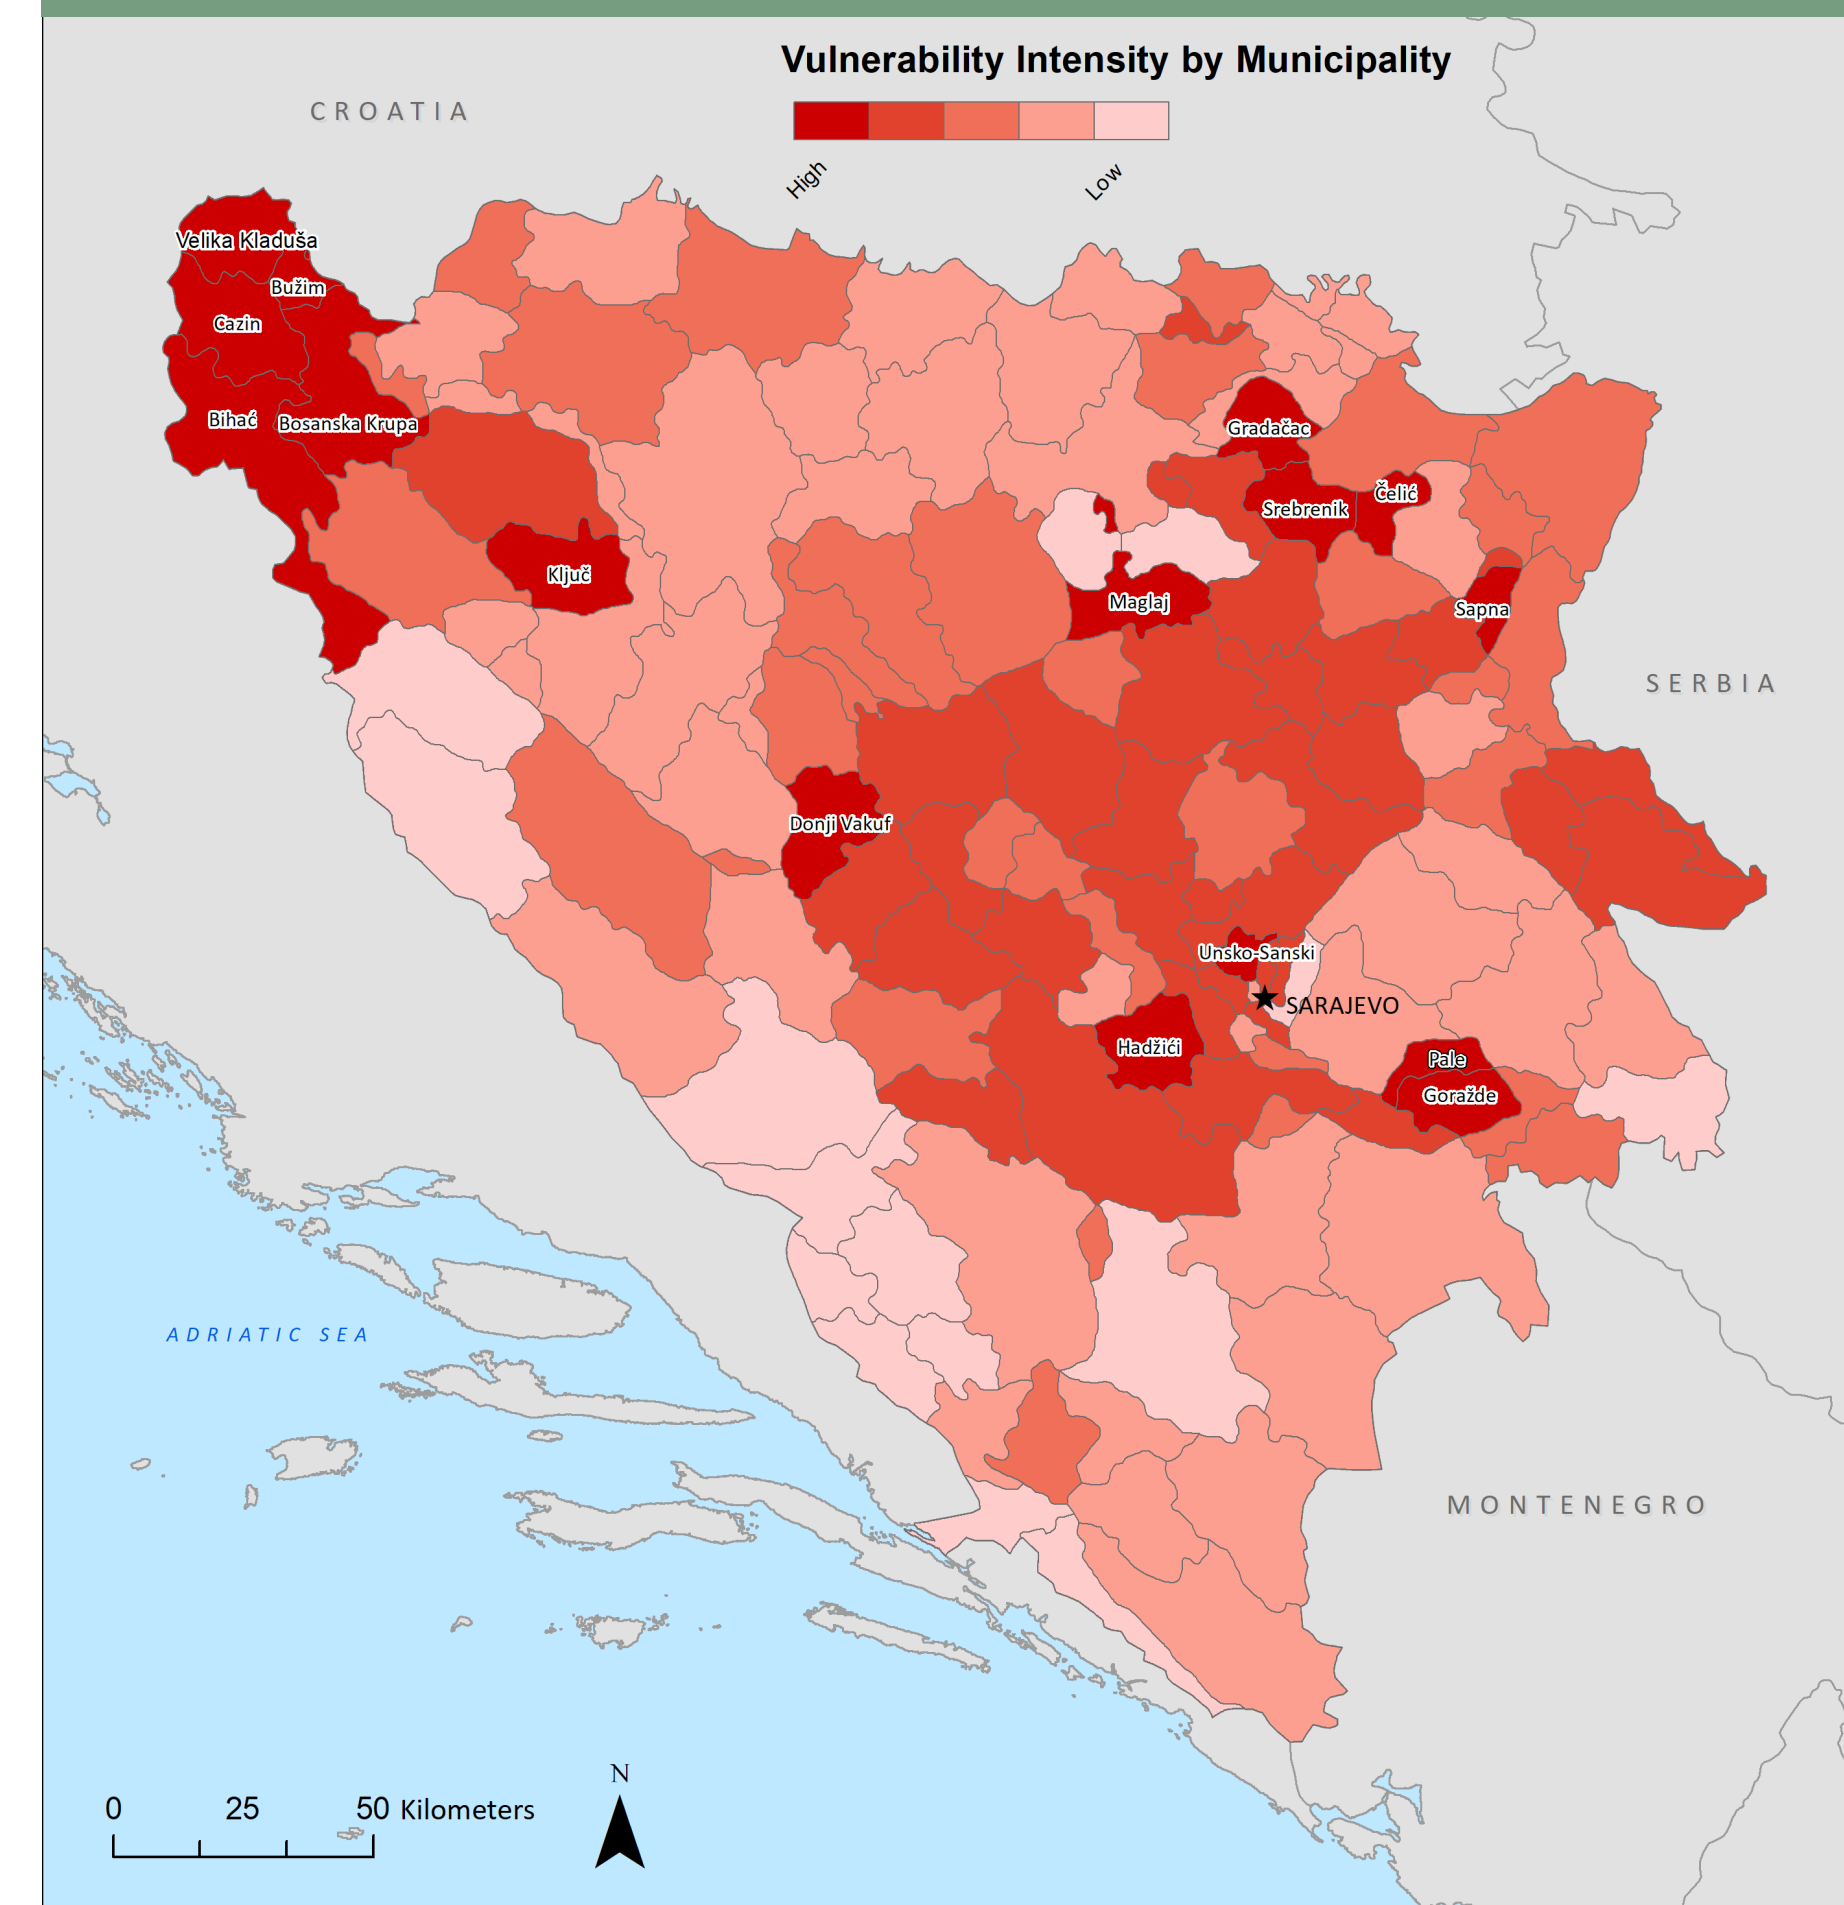 Vulnerability Intensity by Municipality
High
Low
CROATIA
Velika Kladuša
Bužim
Cazin
Bihać
Bosanska Krupa
Gradačac
Čelić
Srebrenik
Ključ
Maglaj
Sapna
SERBIA
Donji Vakuf
Unsko-Sanski
SARAJEVO
Hadžići
Pale
Goražde
ADRIATIC SEA
MONTENEGRO
N
0 25 50 Kilometers